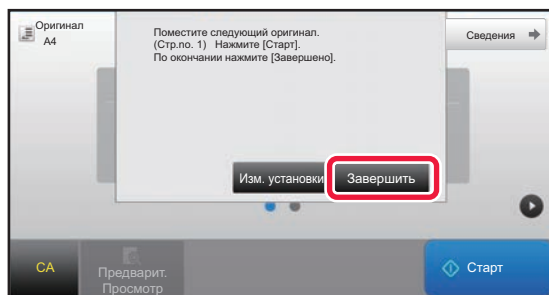 Оригинал
A4
Поместите следующий оригинал.
(Стр.no. 1) Нажмите [Старт].
По окончании нажмите [Завершено].
Сведения
Изм. установки
Завершить
CA
Предварит.
Просмотр
Старт